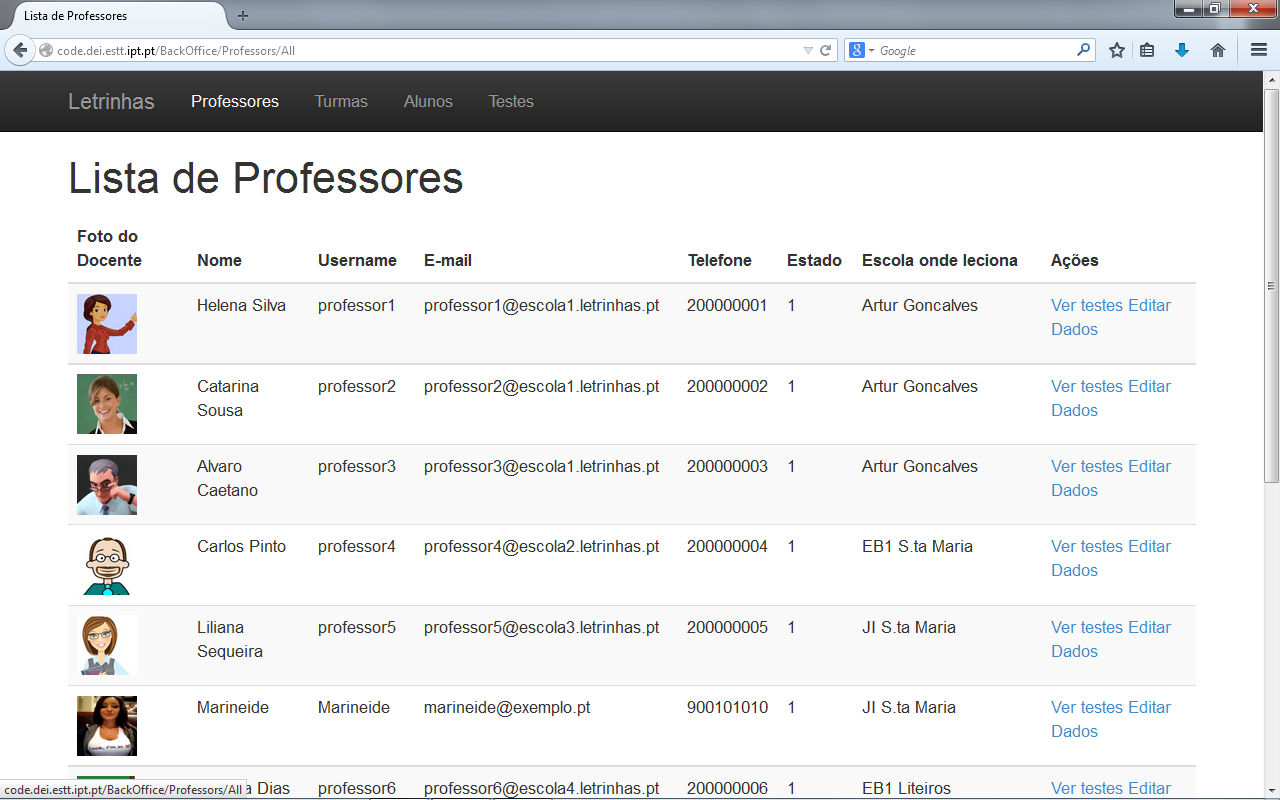 Lista de Professores
code.dei.estt.ipt.pt/BackOffice/Professors/All
Google
Letrinhas Professores Turmas Alunos Testes
Lista de Professores
Foto do
Docente Nome Username E-mail Telefone Estado Escola onde leciona Ações
Helena Silva professor1 professor1@escola1.letrinhas.pt 200000001 1 Artur Goncalves Ver testes Editar
Dados
Catarina professor2 professor2@escola1.letrinhas.pt 200000002 1 Artur Goncalves Ver testes Editar
Sousa Dados
Alvaro professor3 professor3@escola1.letrinhas.pt 200000003 1 Artur Goncalves Ver testes Editar
Caetano Dados
Carlos Pinto professor4 professor4@escola2.letrinhas.pt 200000004 1 EB1 S.ta Maria Ver testes Editar
Dados
Liliana professor5 professor5@escola3.letrinhas.pt 200000005 1 JI S.ta Maria Ver testes Editar
Sequeira Dados
Marineide Marineide marineide@exemplo.pt 900101010 1 JI S.ta Maria Ver testes Editar
Dados
Dias professor6 professor6@escola4.letrinhas.pt 200000006 1 EB1 Liteiros Ver testes Editar
code.dei.estt.ipt.pt/BackOffice/Professors/All